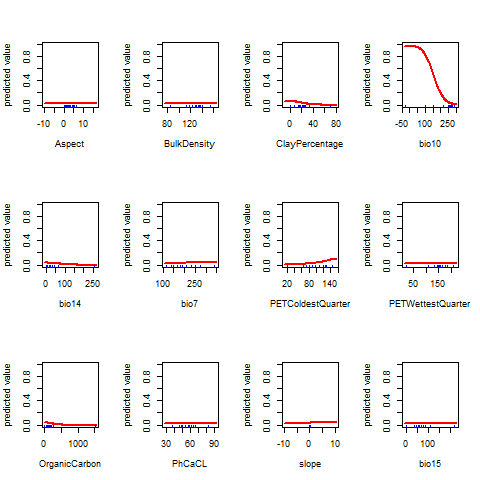 predicted value
0.0 0.4 0.8
-10 0 10
Aspect
predicted value
0.0 0.4 0.8
80 120
BulkDensity
predicted value
0.0 0.4 0.8
0 40 80
ClayPercentage
predicted value
0.0 0.4 0.8
-50 100 250
bio10
predicted value
0.0 0.4 0.8
0 100 250
bio14
predicted value
0.0 0.4 0.8
100 250
bio7
predicted value
0.0 0.4 0.8
20 80 140
PETColdestQuarter
predicted value
0.0 0.4 0.8
50 150
PETWettestQuarter
predicted value
0.0 0.4 0.8
0 1000
OrganicCarbon
predicted value
0.0 0.4 0.8
30 60 90
PhCaCL
predicted value
0.0 0.4 0.8
-10 0 10
slope
predicted value
0.0 0.4 0.8
0 100
bio15